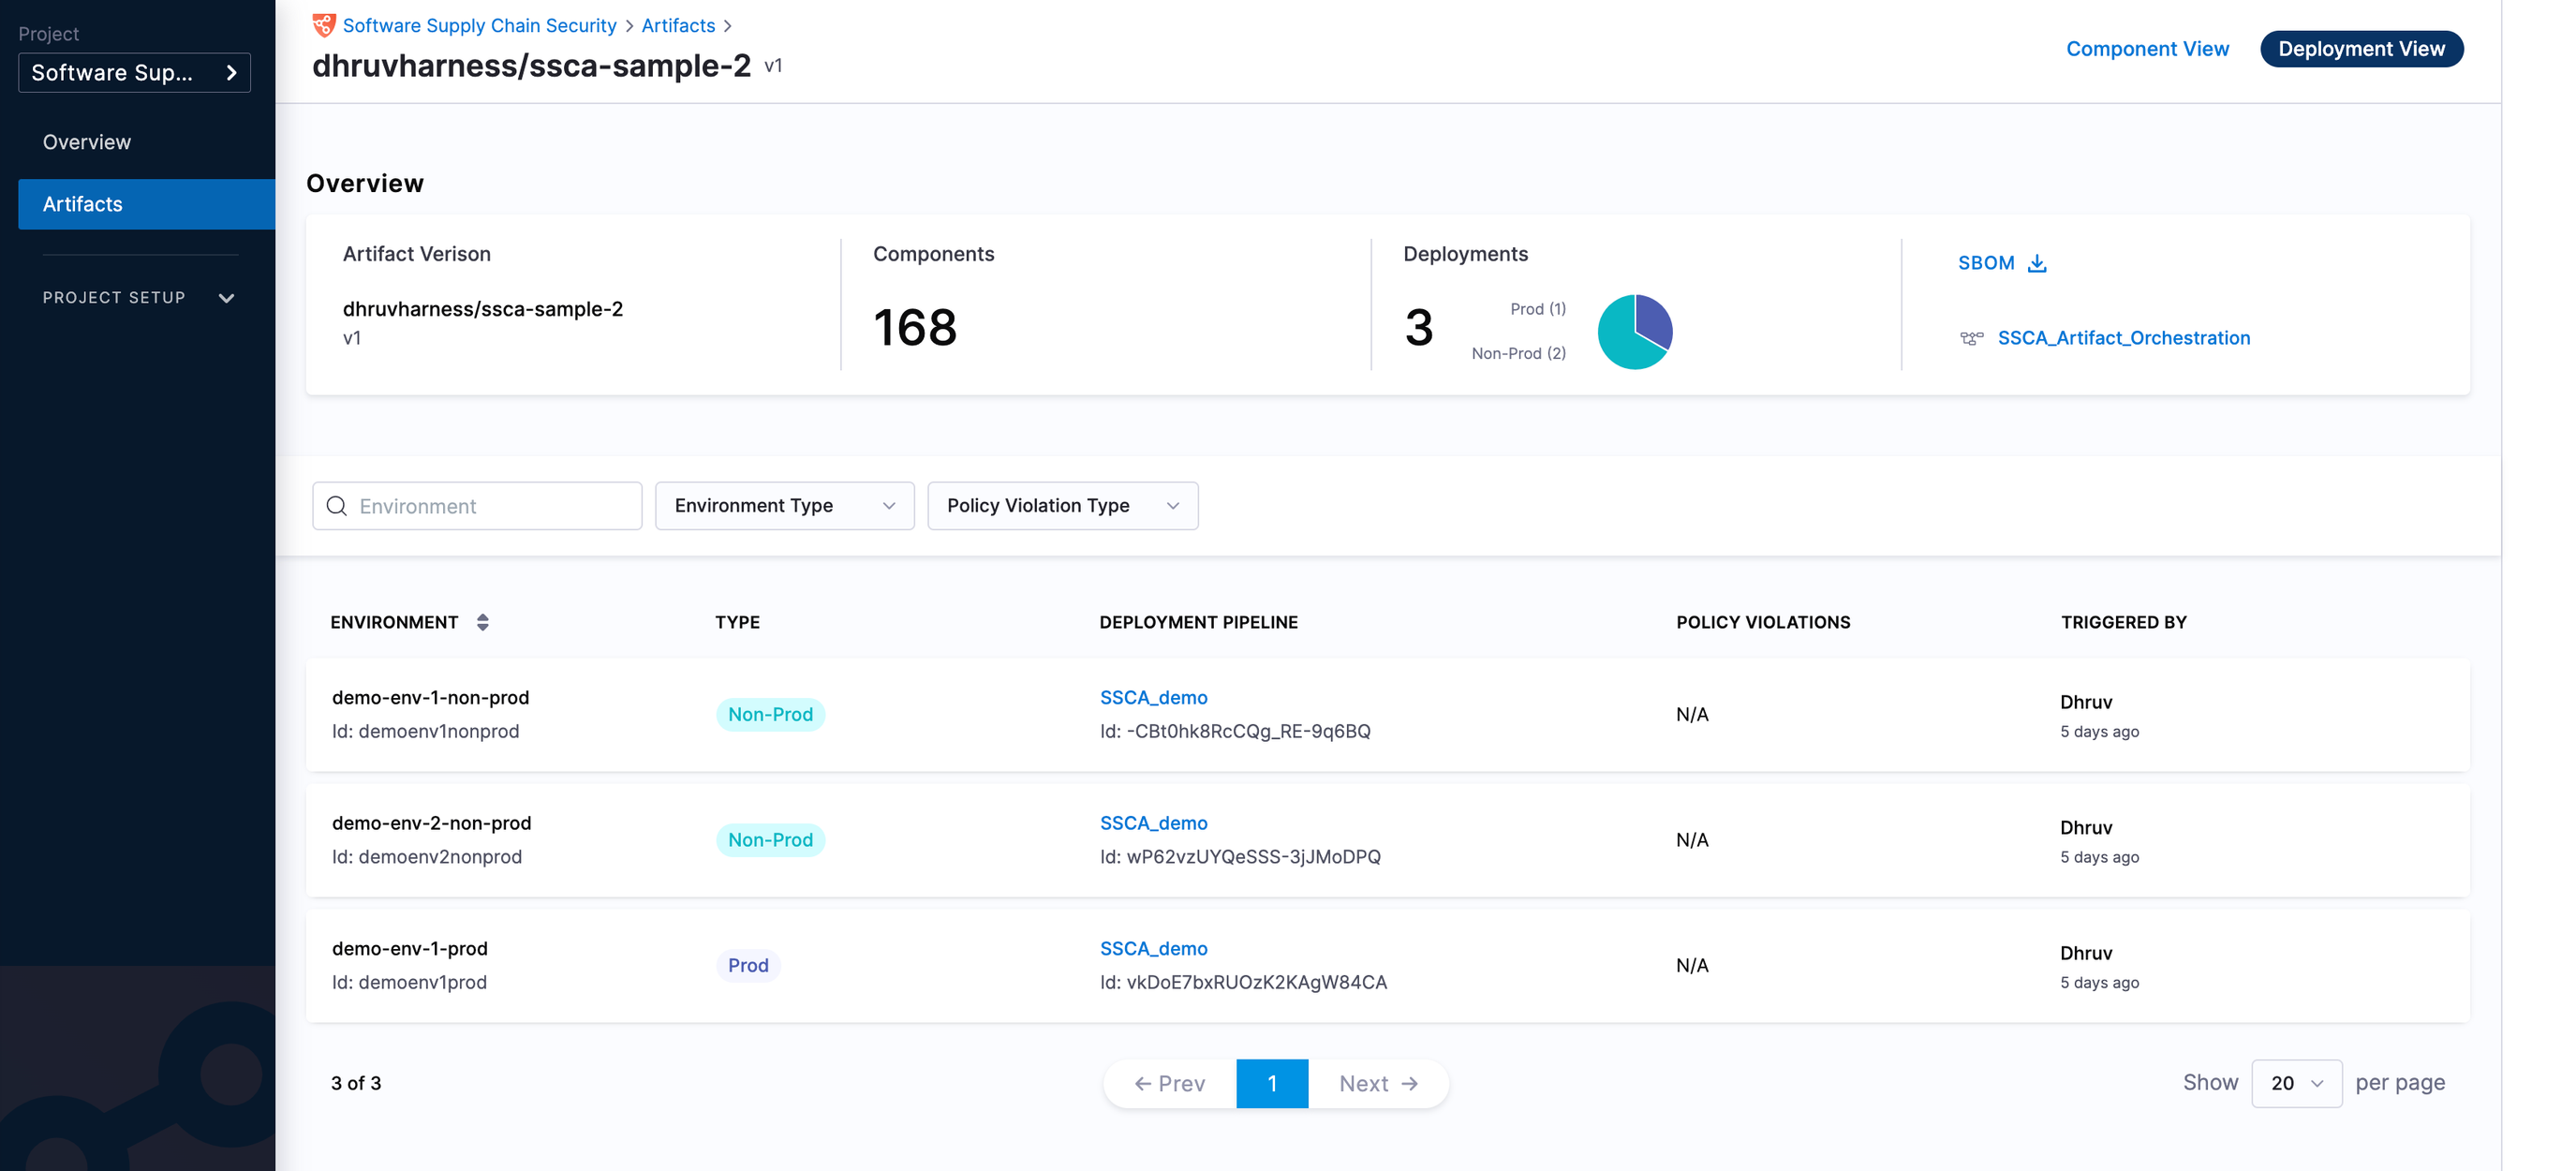 Project
Software Sup...
Overview
Artifacts
PROJECT SETUP
Software Supply Chain Security > Artifacts >
dhruvharness/ssca-sample-2 v1
Component View
Deployment View
Overview
Artifact Verison
dhruvharness/ssca-sample-2
v1
Components
168
Deployments
3
Prod (1)
Non-Prod (2)
SBOM
SSCA_Artifact_Orchestration
Environment
Environment Type
Policy Violation Type
ENVIRONMENT TYPE DEPLOYMENT PIPELINE POLICY VIOLATIONS TRIGGERED BY
demo-env-1-non-prod
Id: demoenv1nonprod
Non-Prod
SSCA_demo
Id: -CBt0hk8RcCQg_RE-9q6BQ
N/A
Dhruv
5 days ago
demo-env-2-non-prod
Id: demoenv2nonprod
Non-Prod
SSCA_demo
Id: wP62vzUYQeSSS-3jJMoDPQ
N/A
Dhruv
5 days ago
demo-env-1-prod
Id: demoenv1prod
Prod
SSCA_demo
Id: vkDoE7bxRUOzK2KAgW84CA
N/A
Dhruv
5 days ago
3 of 3
← Prev 1 Next →
Show 20 per page